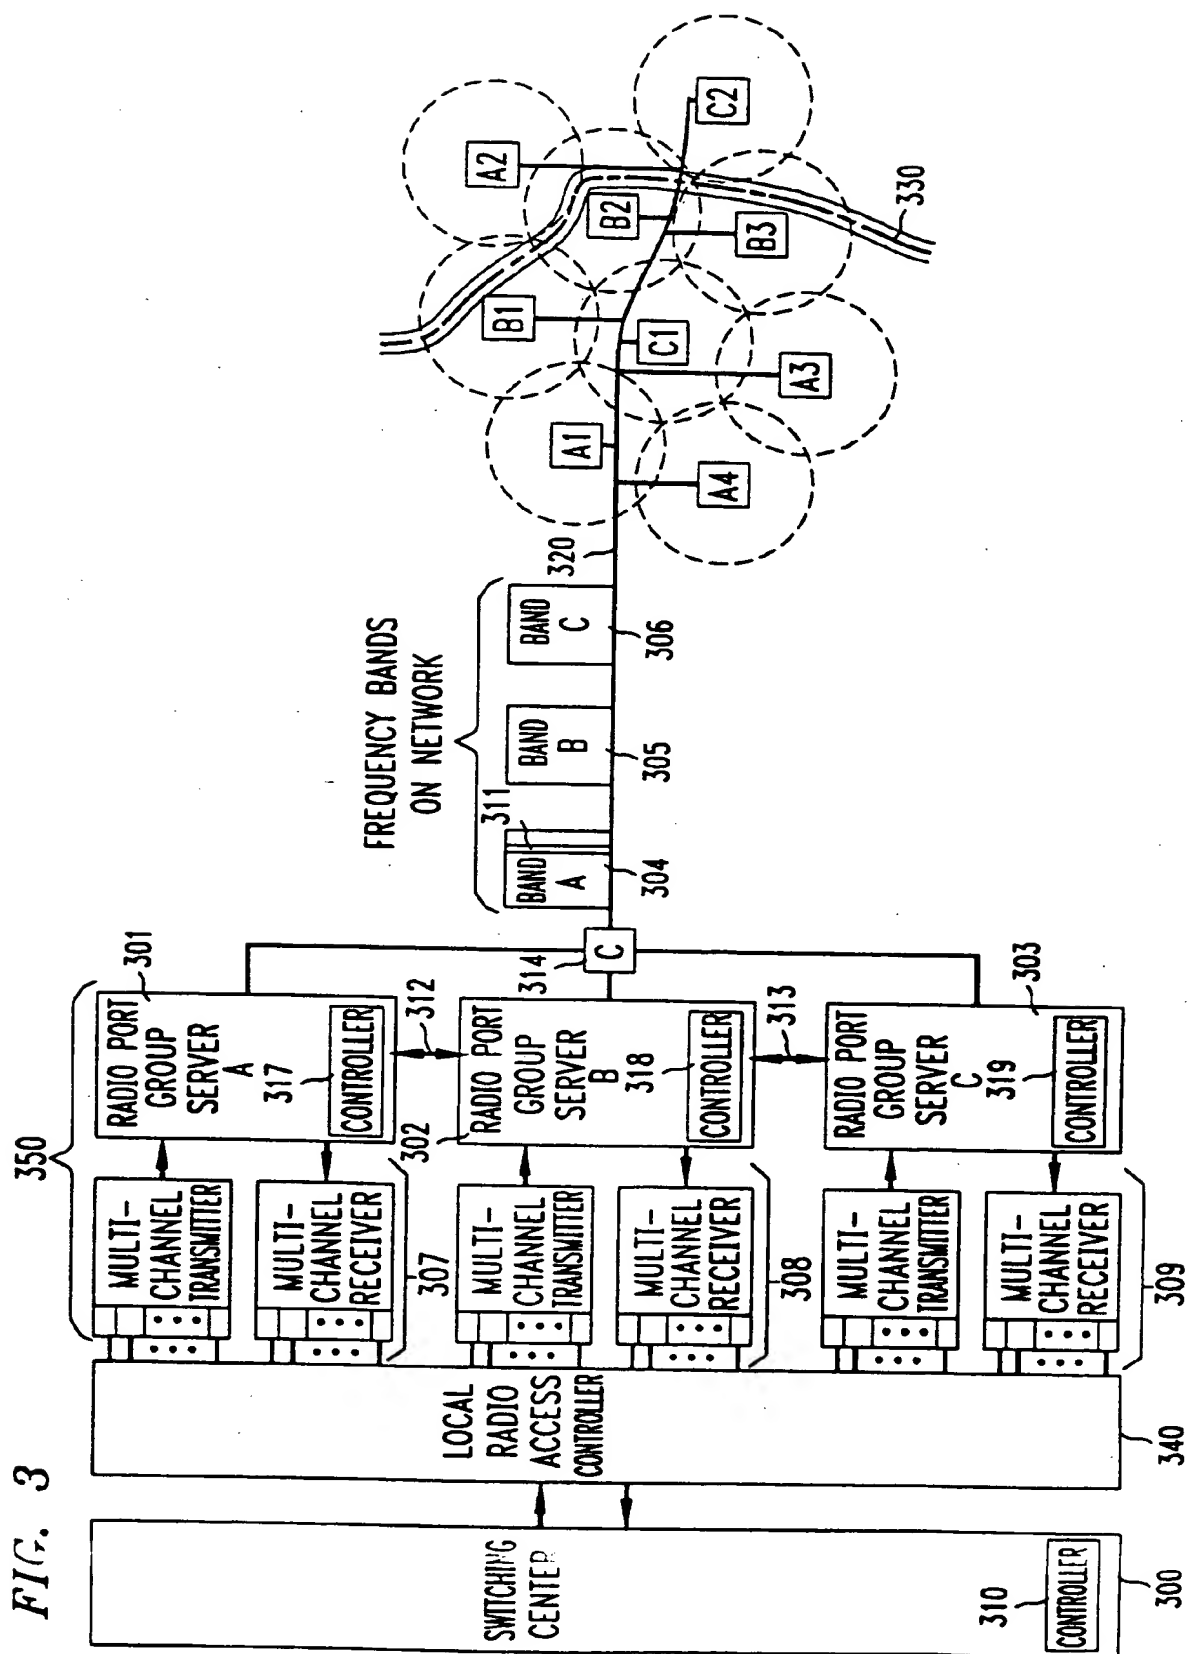 FIG. 3
SWITCHING
CENTER
310
CONTROLLER
300
LOCAL
RADIO
ACCESS
CONTROLLER
340
350
MULTI-
CHANNEL
TRANSMITTER
MULTI-
CHANNEL
RECEIVER
307
MULTI-
CHANNEL
TRANSMITTER
MULTI-
CHANNEL
RECEIVER
308
MULTI-
CHANNEL
TRANSMITTER
MULTI-
CHANNEL
RECEIVER
309
301
RADIO PORT
GROUP
SERVER
A
317
CONTROLLER
312
302
RADIO PORT
GROUP
SERVER
B
318
CONTROLLER
313
303
RADIO PORT
GROUP
SERVER
C
319
CONTROLLER
314
C
FREQUENCY BANDS
ON NETWORK
311
BAND
A
304
BAND
B
305
BAND
C
306
320
A1
A4
B1
C1
A3
A2
B2
B3
C2
330